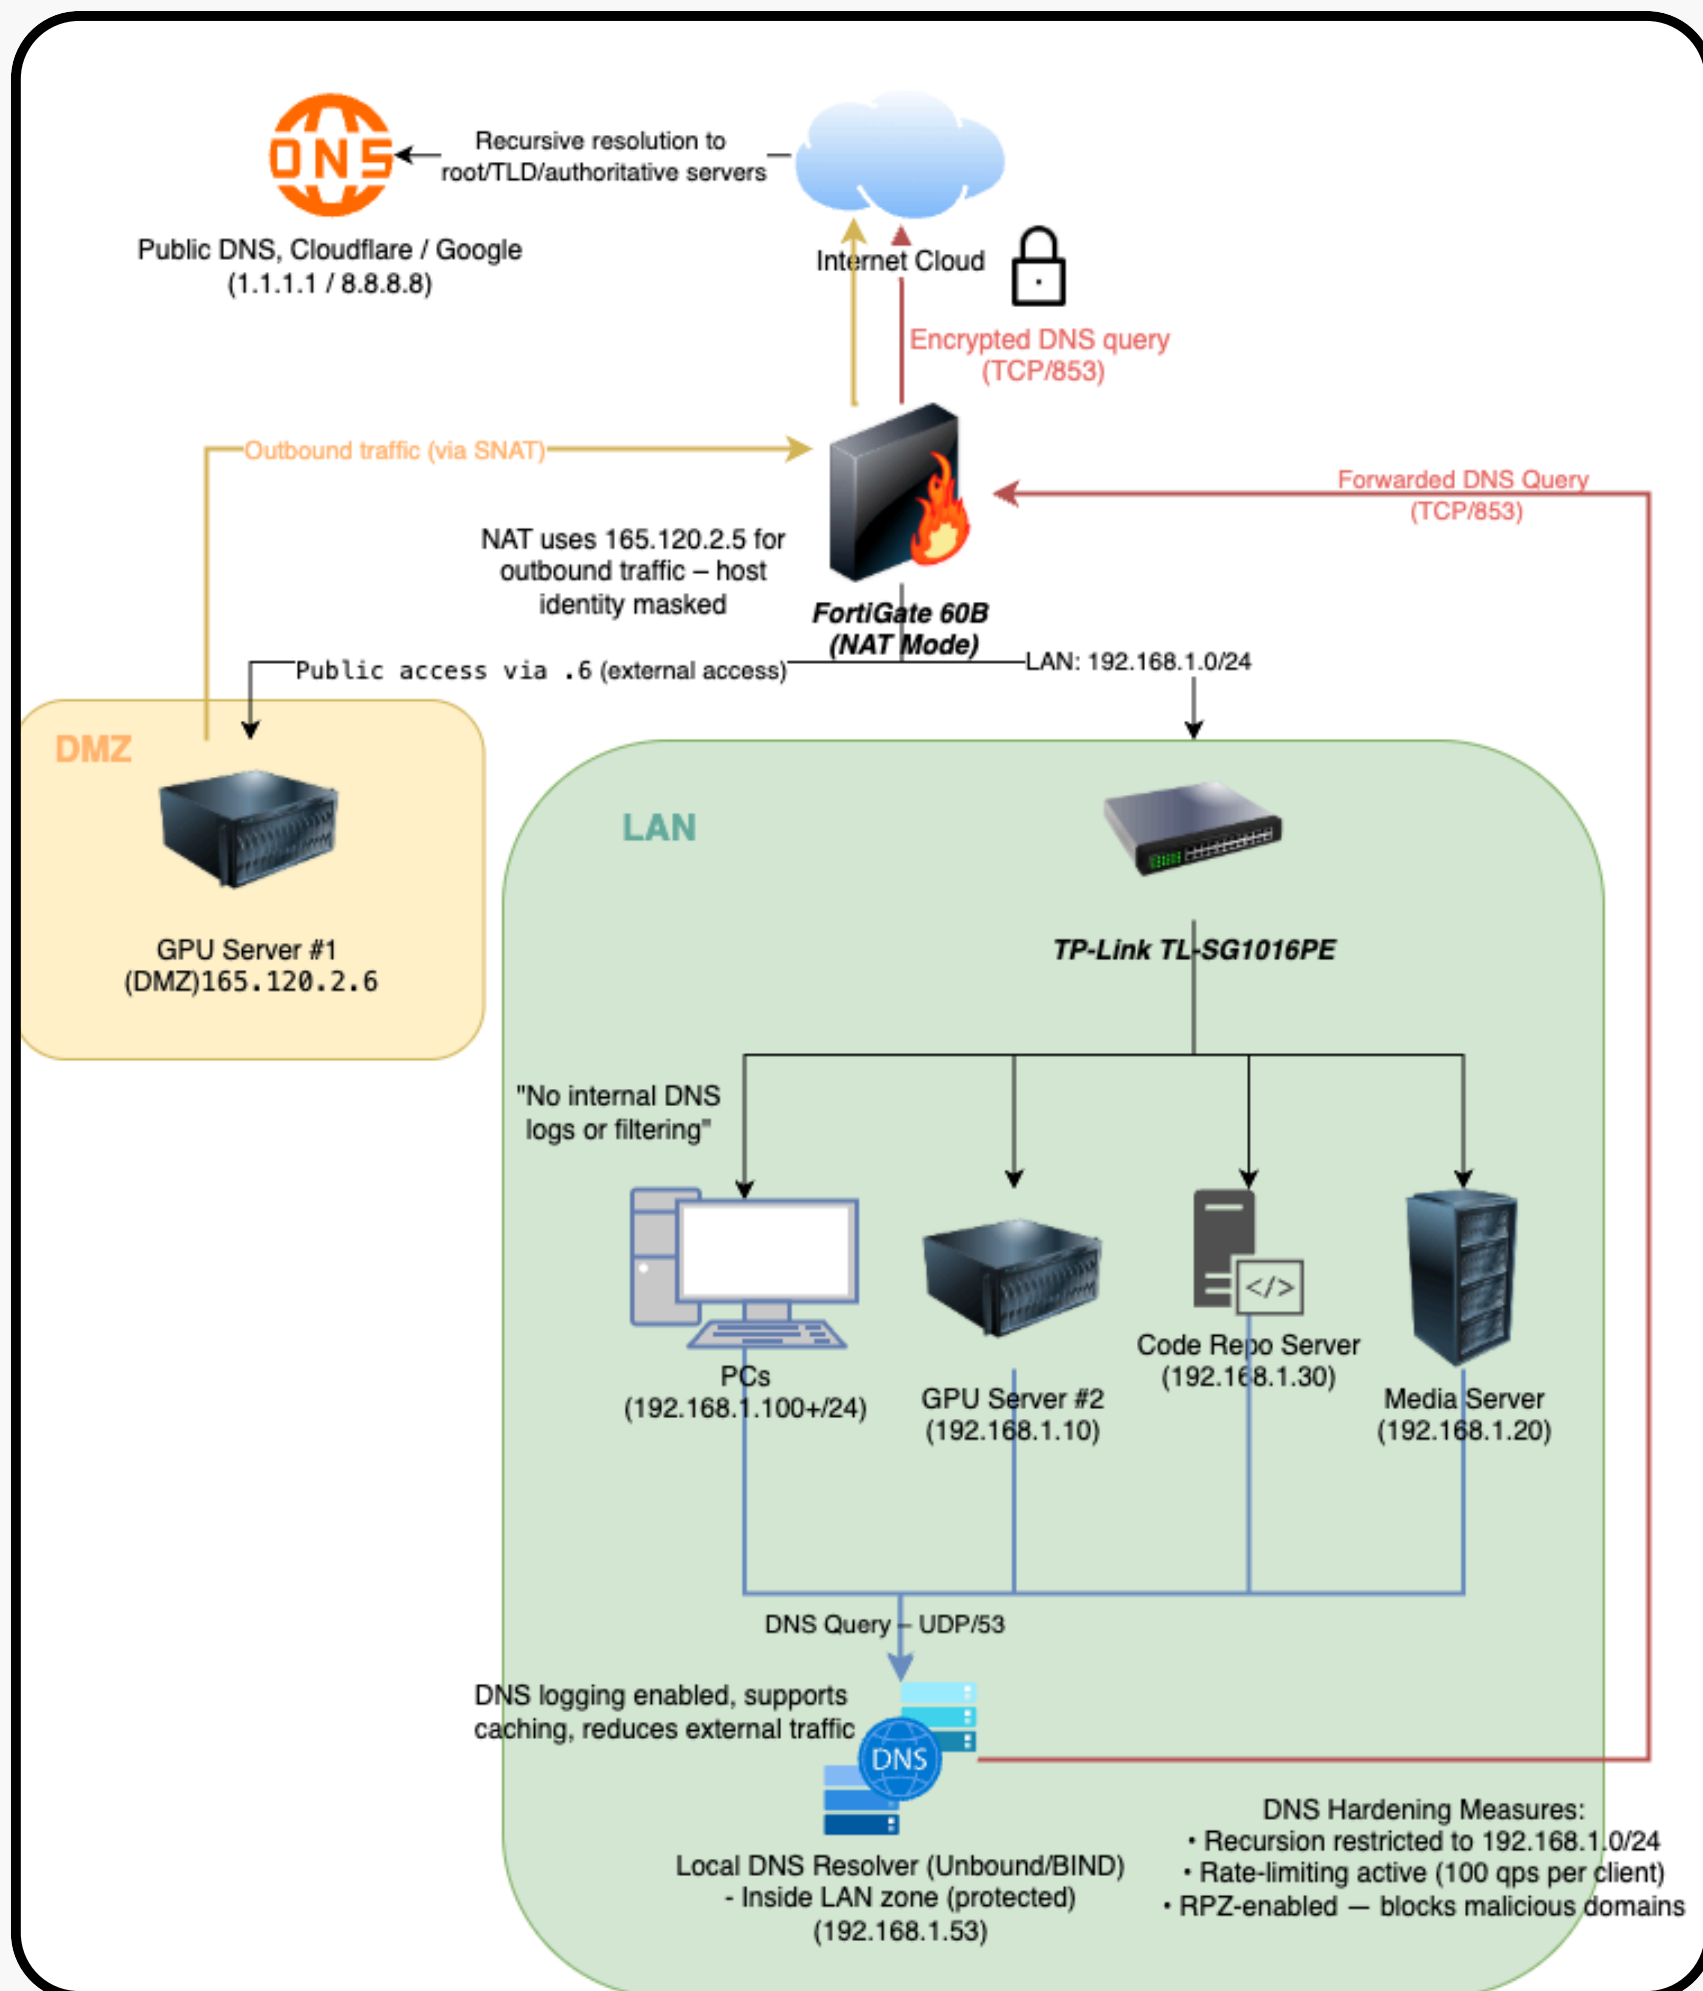 DNS
Recursive resolution to
root/TLD/authoritative servers
Public DNS, Cloudflare / Google
(1.1.1.1 / 8.8.8.8)
Internet Cloud
Encrypted DNS query
(TCP/853)
Outbound traffic (via SNAT)
Forwarded DNS Query
(TCP/853)
NAT uses 165.120.2.5 for
outbound traffic – host
identity masked
FortiGate 60B
(NAT Mode)
Public access via .6 (external access)
LAN: 192.168.1.0/24
DMZ
GPU Server #1
(DMZ)165.120.2.6
LAN
TP-Link TL-SG1016PE
"No internal DNS
logs or filtering"
</>
PCs
(192.168.1.100+/24)
GPU Server #2
(192.168.1.10)
Code Repo Server
(192.168.1.30)
Media Server
(192.168.1.20)
DNS Query – UDP/53
DNS logging enabled, supports
caching, reduces external traffic
DNS
Local DNS Resolver (Unbound/BIND)
- Inside LAN zone (protected)
(192.168.1.53)
DNS Hardening Measures:
• Recursion restricted to 192.168.1.0/24
• Rate-limiting active (100 qps per client)
• RPZ-enabled — blocks malicious domains